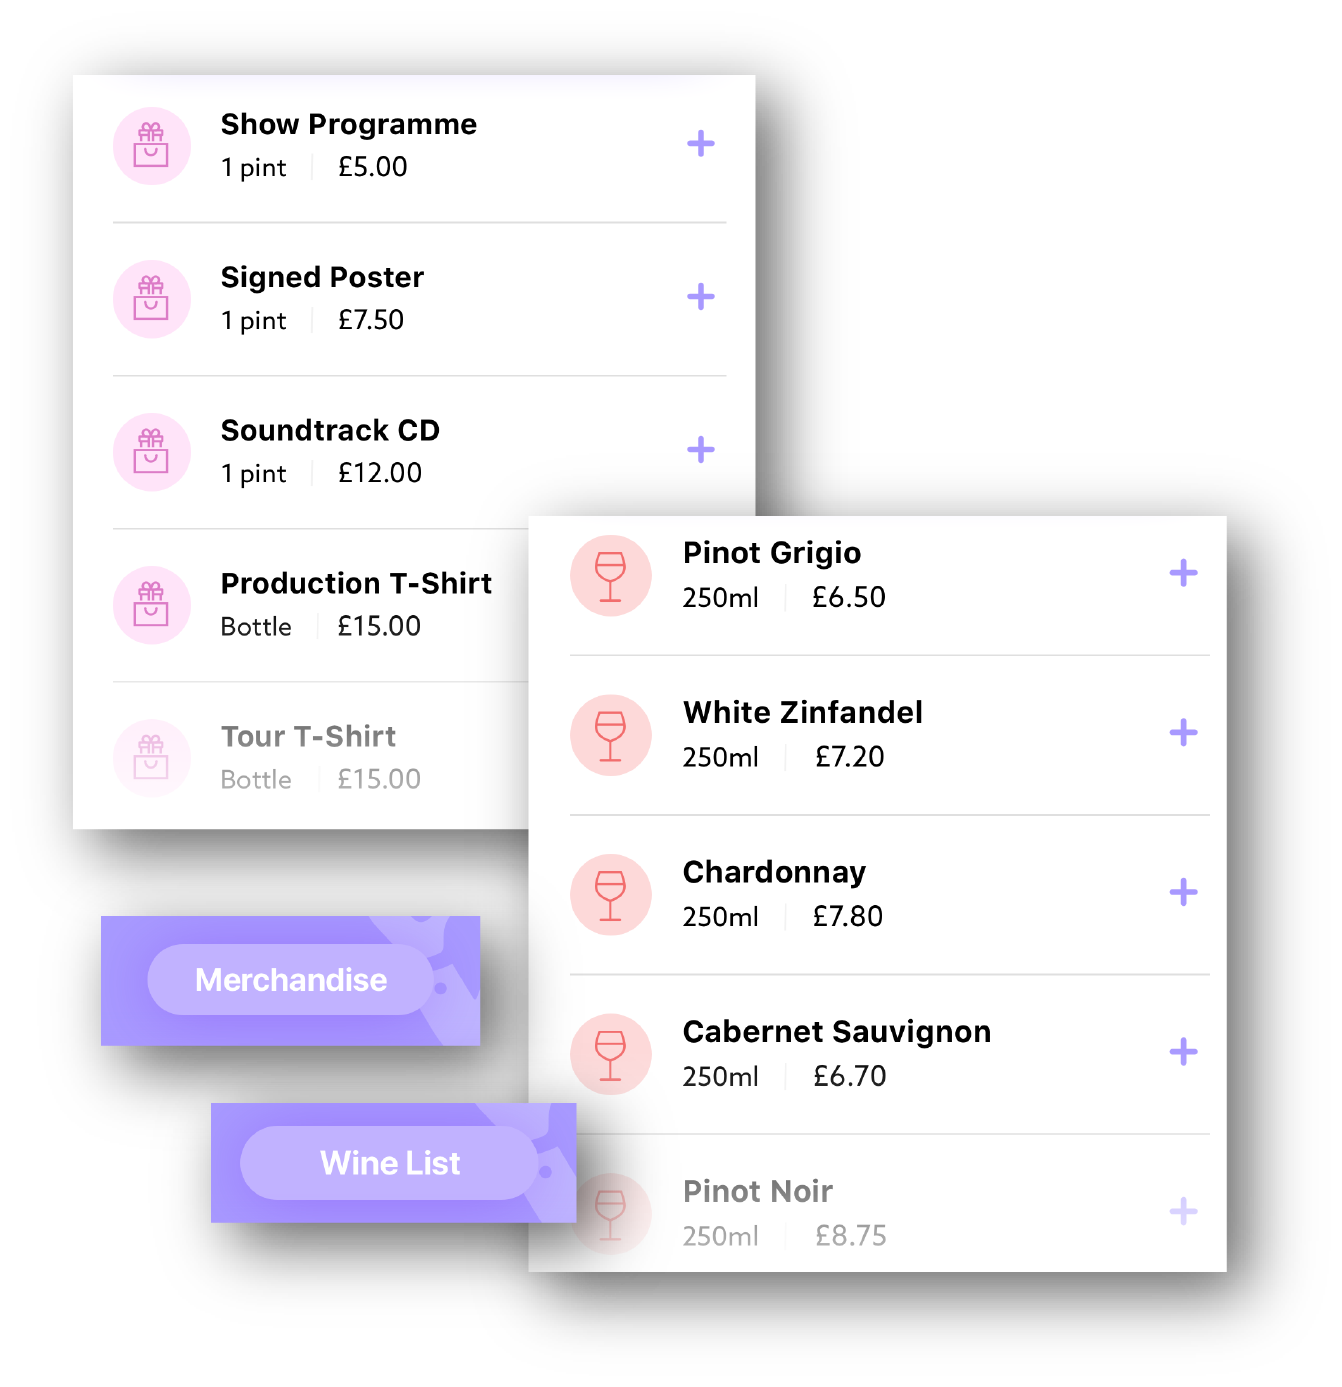 Show Programme
1 pint £5.00
Signed Poster
1 pint £7.50
Soundtrack CD
1 pint £12.00
Production T-Shirt
Bottle £15.00
Tour T-Shirt
Bottle £15.00
Pinot Grigio
250ml £6.50
White Zinfandel
250ml £7.20
Chardonnay
250ml £7.80
Cabernet Sauvignon
250ml £6.70
Pinot Noir
250ml £8.75
Merchandise
Wine List